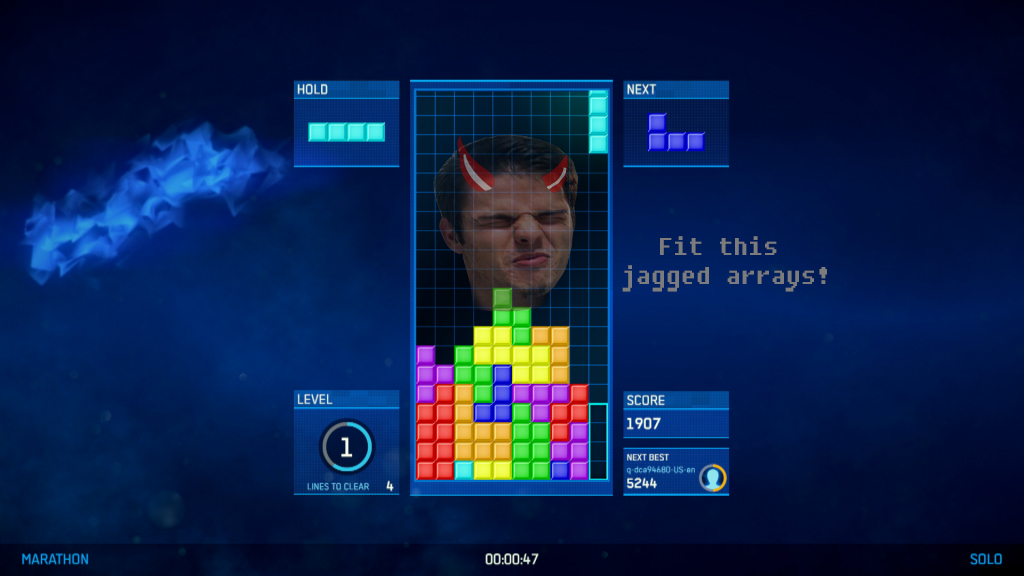 HOLD
NEXT
Fit this
jagged arrays!
LEVEL
1
LINES TO CLEAR 4
SCORE
1907
NEXT BEST
q-dca94680-US-en
5244
MARATHON
00:00:47
SOLO